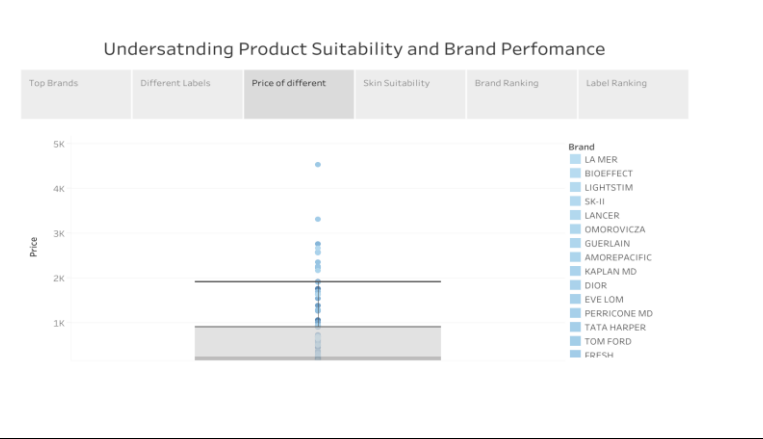 Undersatnding Product Suitability and Brand Perfomance
Top Brands
Different Labels
Price of different
Skin Suitability
Brand Ranking
Label Ranking
5K
4K
3K
2K
1K
Price
Brand
LA MER
BIOEFFECT
LIGHTSTIM
SK-II
LANCER
OMOROVICZA
GUERLAIN
AMOREPACIFIC
KAPLAN MD
DIOR
EVE LOM
PERRICONE MD
TATA HARPER
TOM FORD
FRESH